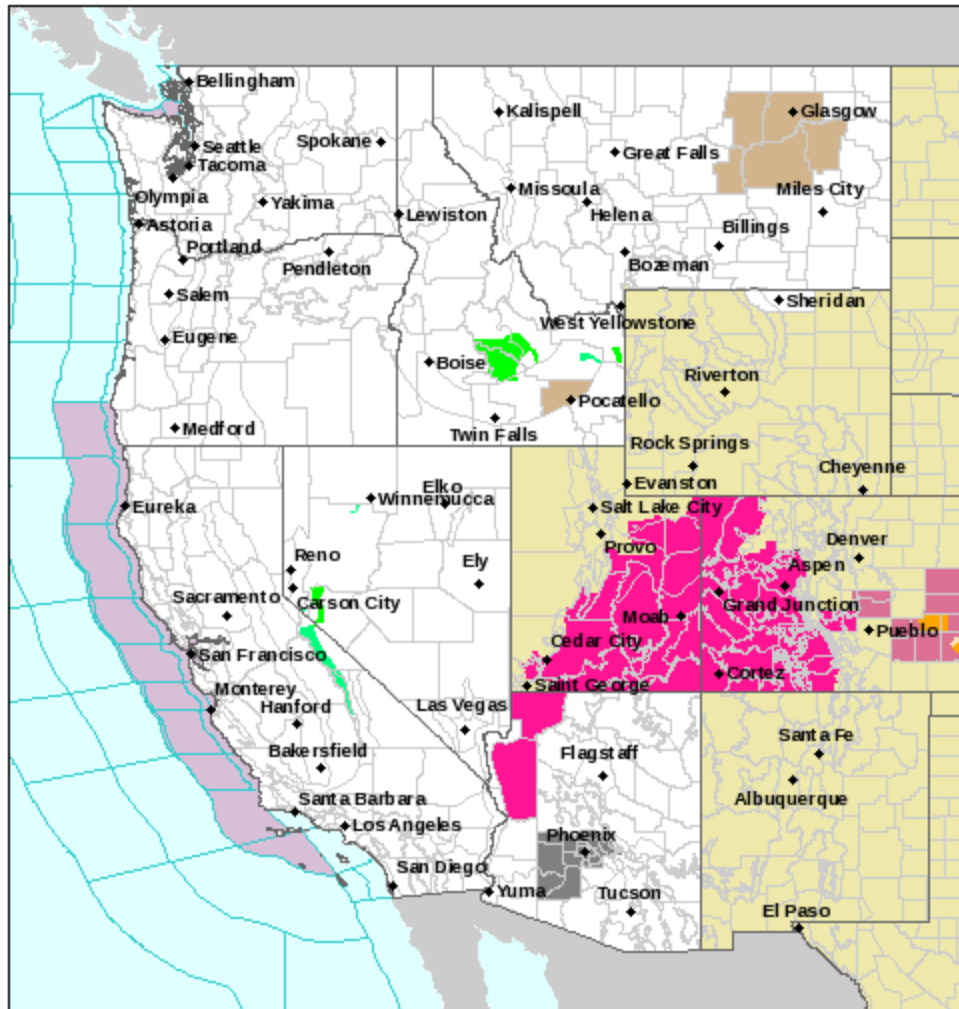 Bellingham
Kalispell
Glasgow
Spokane
Seattle
Great Falls
Tacoma
Missoula
Miles City
Olympia
Yakima
Lewiston
Helena
Astoria
Billings
Portland
Pendleton
Bozeman
Salem
Sheridan
West Yellowstone
Eugene
Boise
Riverton
Pocatello
Medford
Twin Falls
Rock Springs
Cheyenne
Elko
Evanston
Winnemucca
Eureka
Salt Lake City
Denver
Provo
Reno
Ely
Aspen
Sacramento
Carson City
Grand Junction
Moab
Pueblo
Cedar City
San Francisco
Cortez
Saint George
Monterey
Hanford
Las Vegas
Santa Fe
Bakersfield
Flagstaff
Albuquerque
Santa Barbara
Los Angeles
Phoenix
San Diego
Yuma
Tucson
El Paso